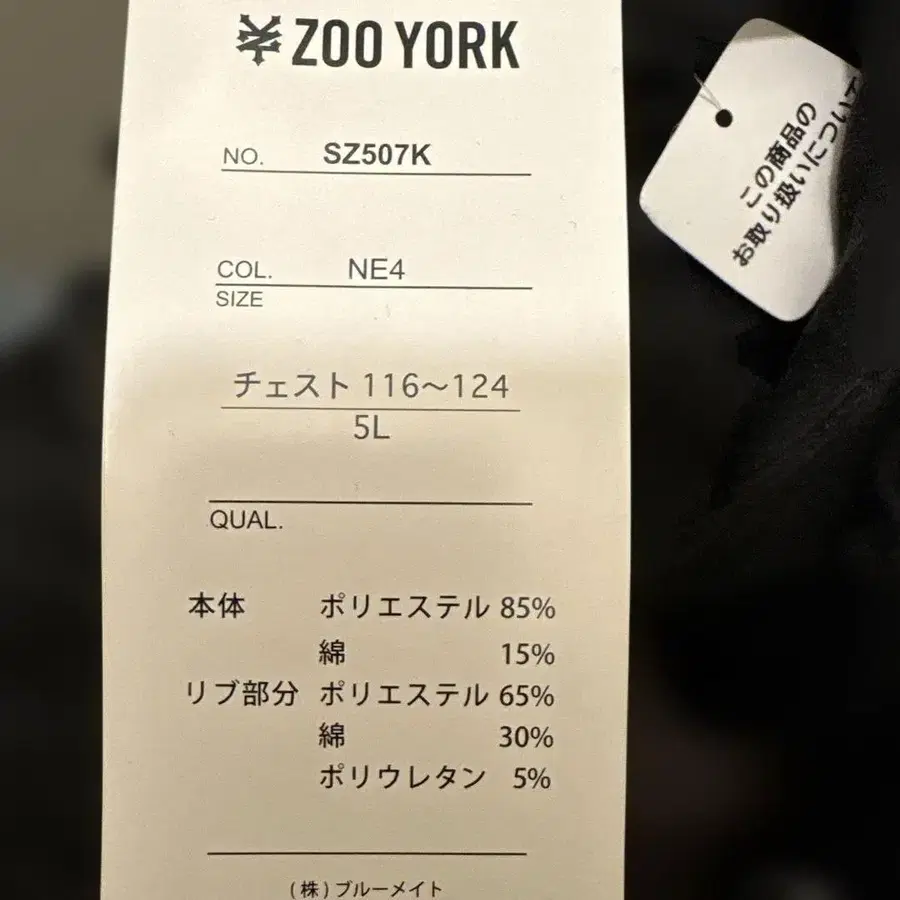 ZOO YORK
NO. SZ507K
COL. NE4
SIZE
チェスト 116〜124
5L
QUAL.
本体 ポリエステル 85%
綿 15%
リブ部分 ポリエステル 65%
綿 30%
ポリウレタン 5%
(株)ブルーメイト
この商品の
お取り扱いについて